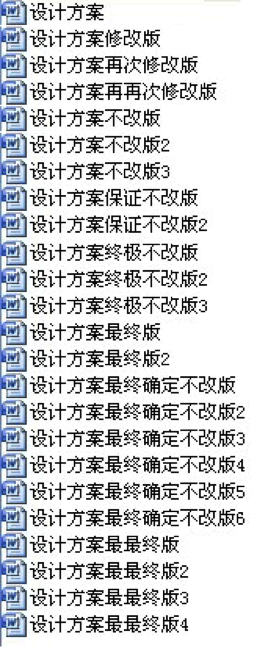 设计方案
设计方案修改版
设计方案再次修改版
设计方案再再次修改版
设计方案不改版
设计方案不改版2
设计方案不改版3
设计方案保证不改版
设计方案保证不改版2
设计方案终极不改版
设计方案终极不改版2
设计方案终极不改版3
设计方案最终版
设计方案最终版2
设计方案最终确定不改版
设计方案最终确定不改版2
设计方案最终确定不改版3
设计方案最终确定不改版4
设计方案最终确定不改版5
设计方案最终确定不改版6
设计方案最最终版
设计方案最最终版2
设计方案最最终版3
设计方案最最终版4